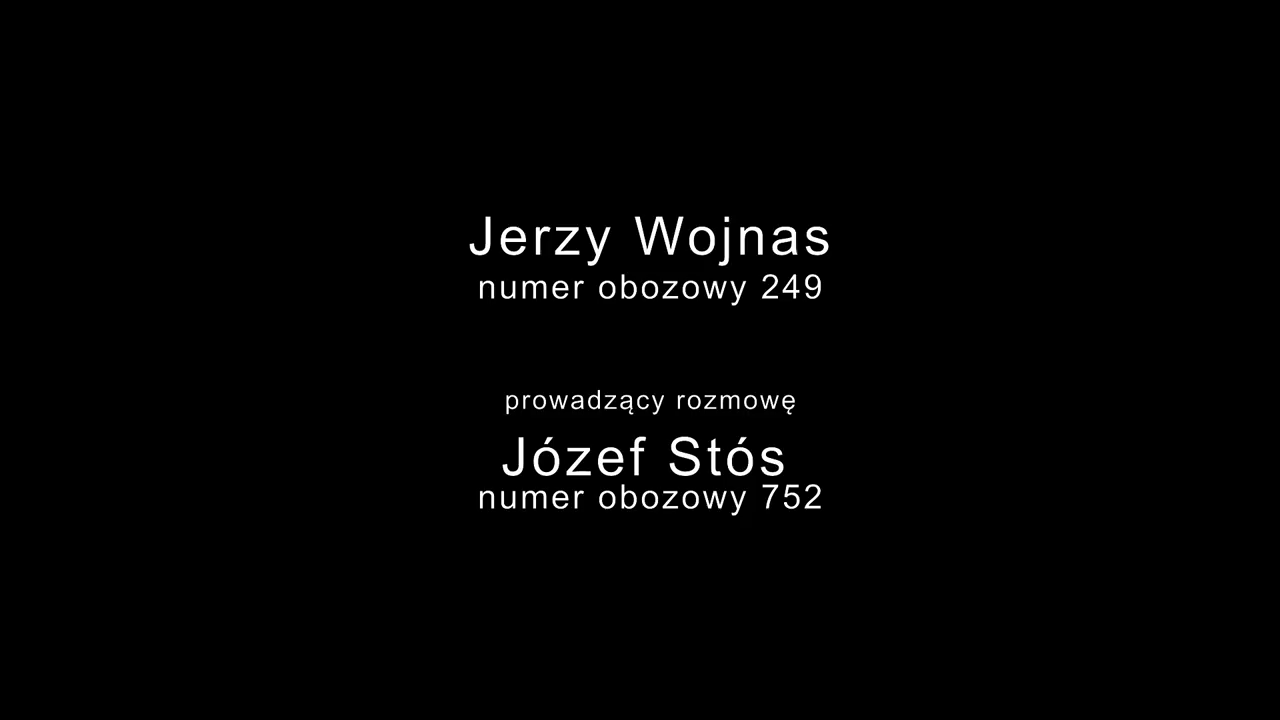 Jerzy Wojnas
numer obozowy 249
prowadzący rozmowę
Józef Stós
numer obozowy 752